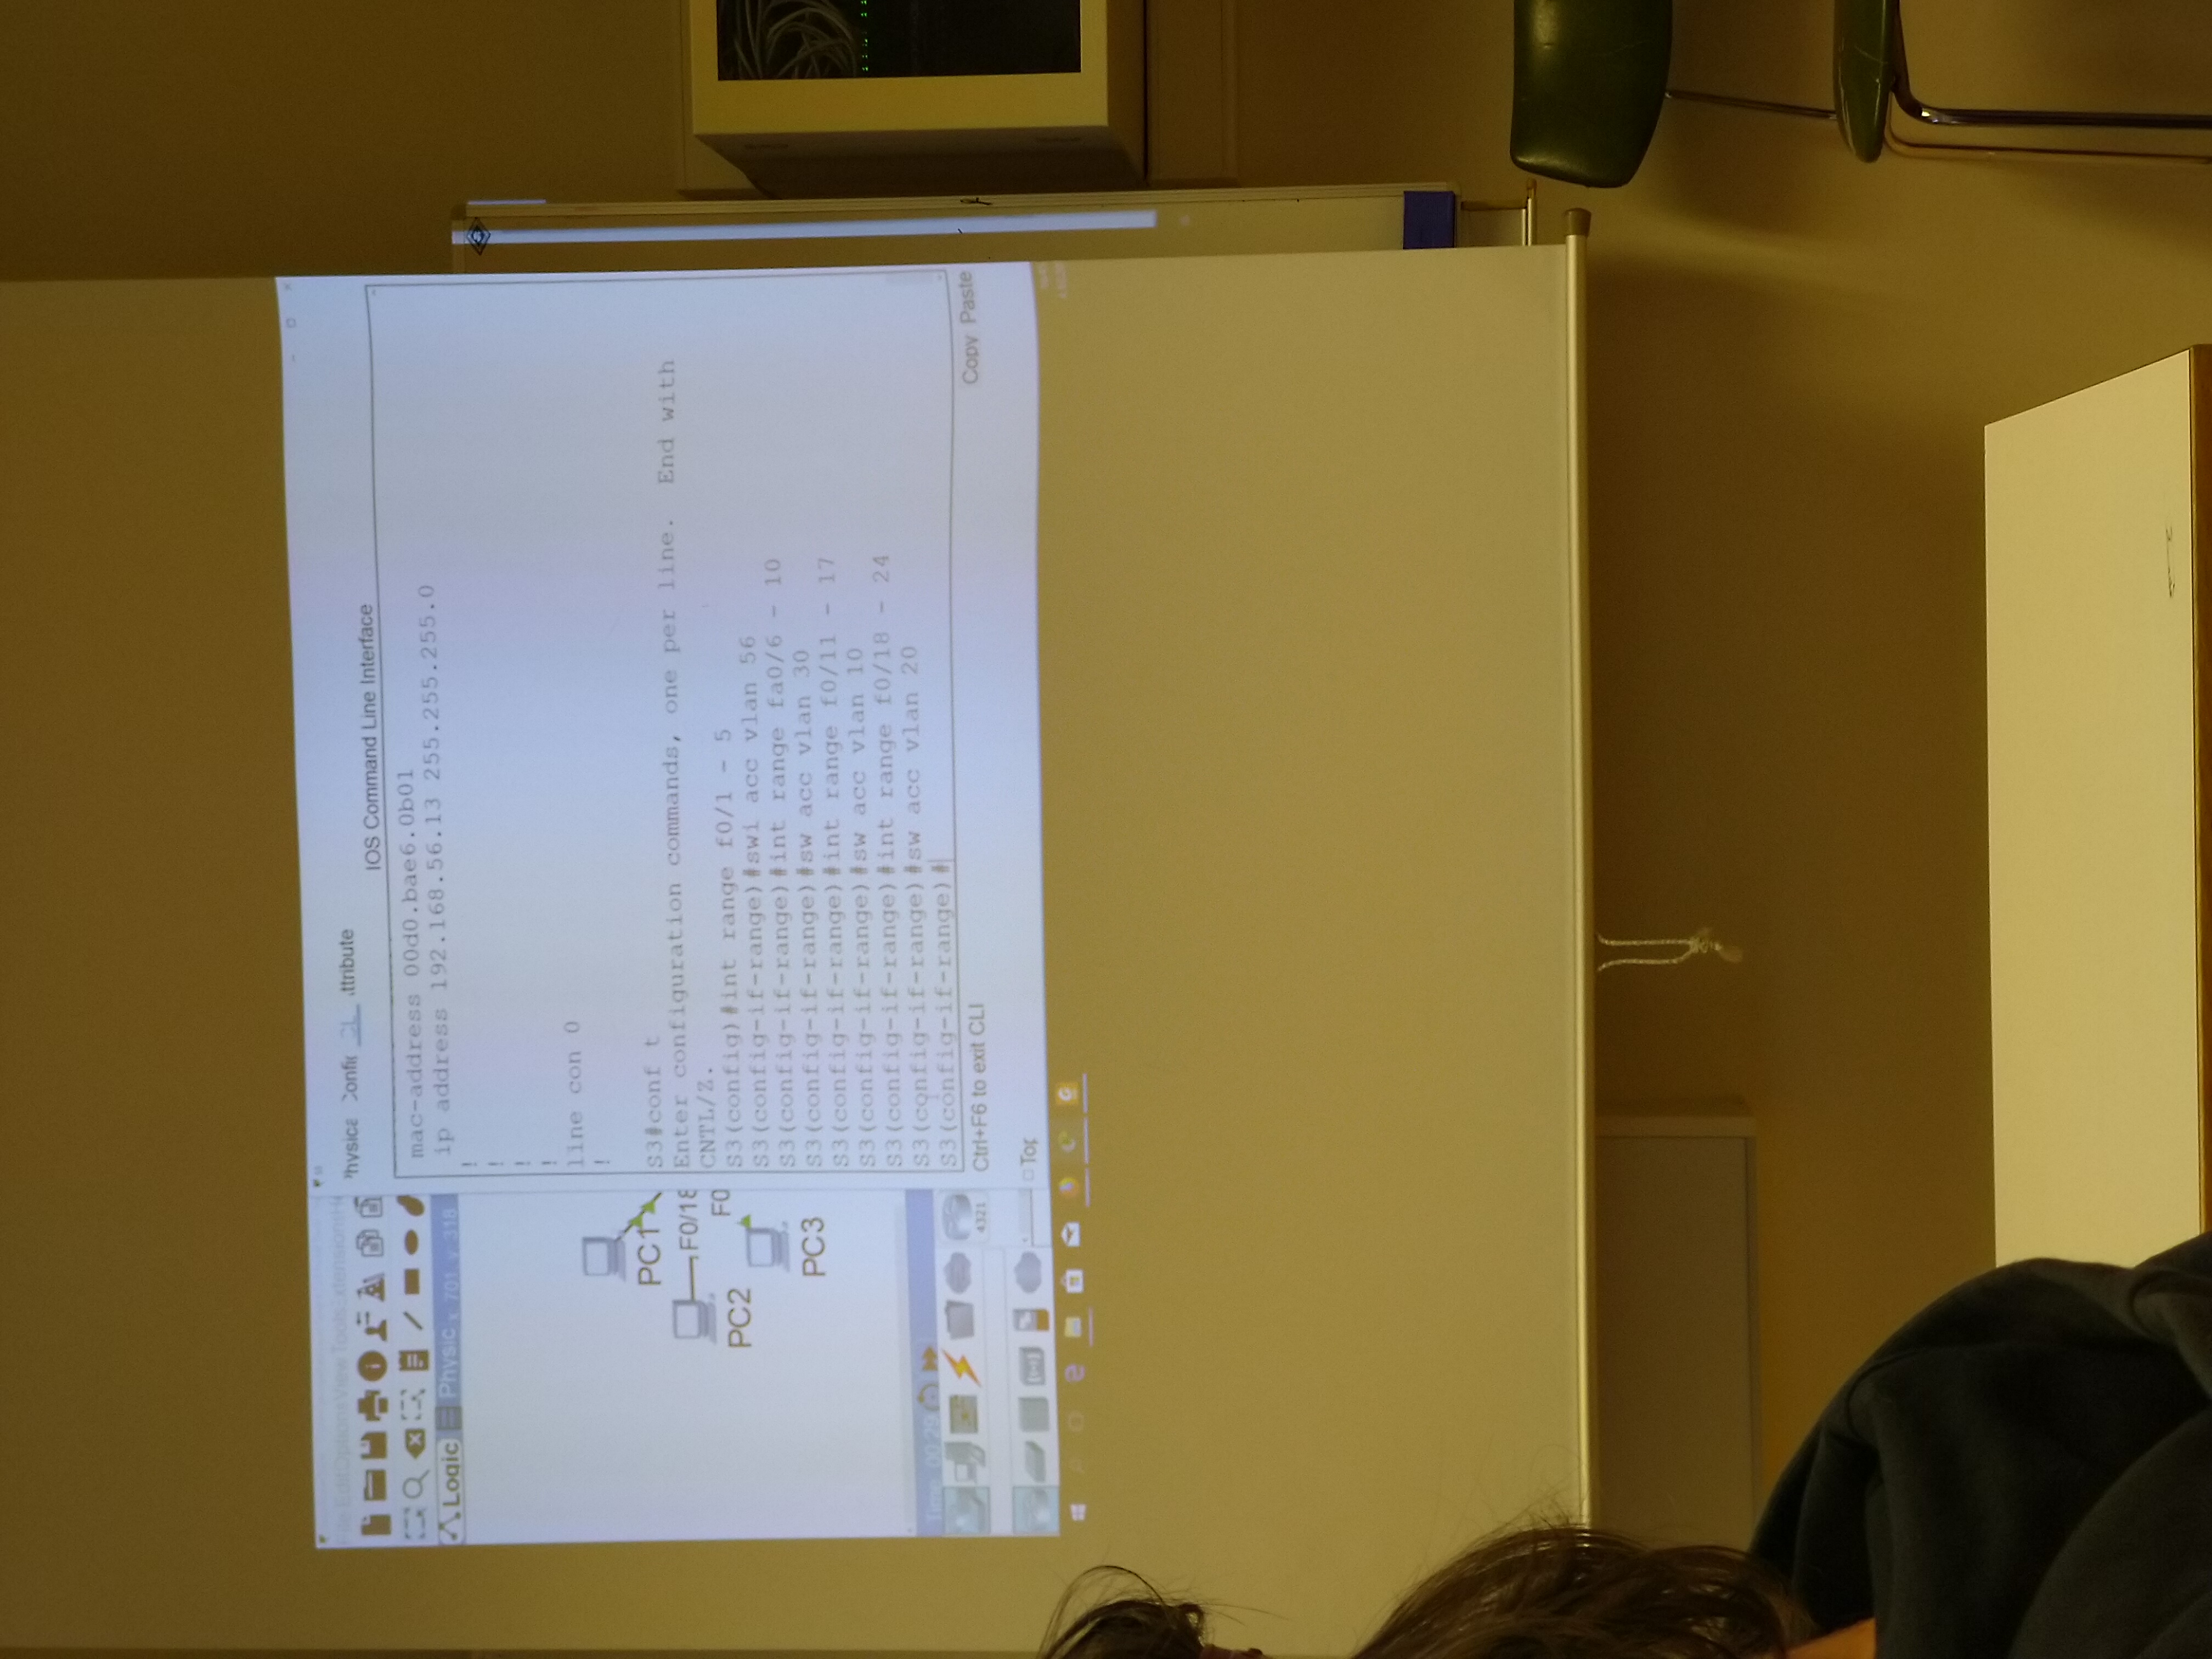 File Edit Options View Tools Extensions
Logic
Physic x: 701 y: 318
PC1
F0/18
PC2
F0
PC3
Time: 00:29
4321
ttribute
IOS Command Line Interface
mac-address 00d0.bae6.0b01
ip address 192.168.56.13 255.255.255.0
!
!
!
!
line con 0
!
S3#conf t
Enter configuration commands, one per line. End with
CNTL/Z.
S3(config)#int range f0/1 - 5
S3(config-if-range)#swi acc vlan 56
S3(config-if-range)#int range fa0/6 - 10
S3(config-if-range)#sw acc vlan 30
S3(config-if-range)#int range f0/11 - 17
S3(config-if-range)#sw acc vlan 10
S3(config-if-range)#int range f0/18 - 24
S3(config-if-range)#sw acc vlan 20
S3(config-if-range)#
Ctrl+F6 to exit CLI
Copy Paste
Top